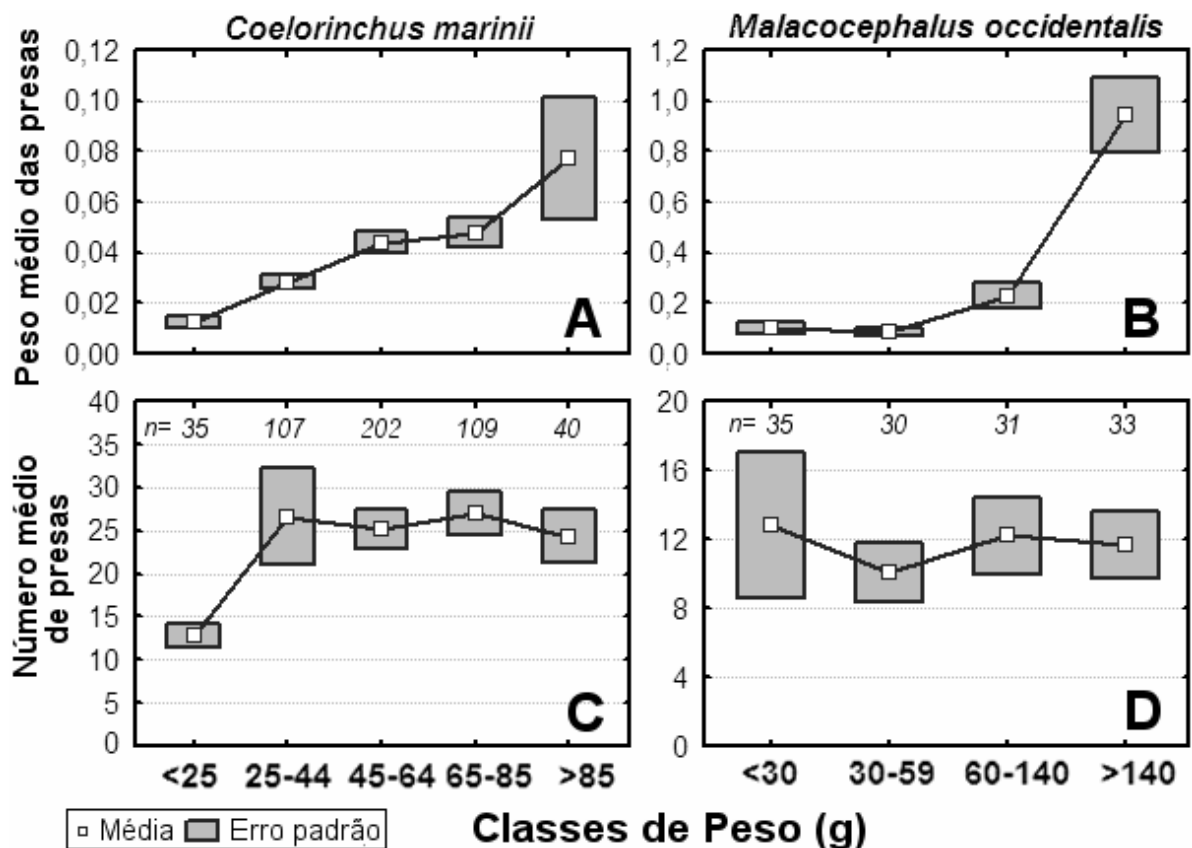 Coelorinchus marinii
Malacocephalus occidentalis
Peso médio das presas
0,12
0,10
0,08
0,06
0,04
0,02
0,00
A
1,2
1,0
0,8
0,6
0,4
0,2
0,0
B
Número médio
de presas
40
35
30
25
20
15
10
5
0
n= 35 107 202 109 40
C
<25 25-44 45-64 65-85 >85
20
16
12
8
4
0
n= 35 30 31 33
D
<30 30-59 60-140 >140
Média Erro padrão
Classes de Peso (g)